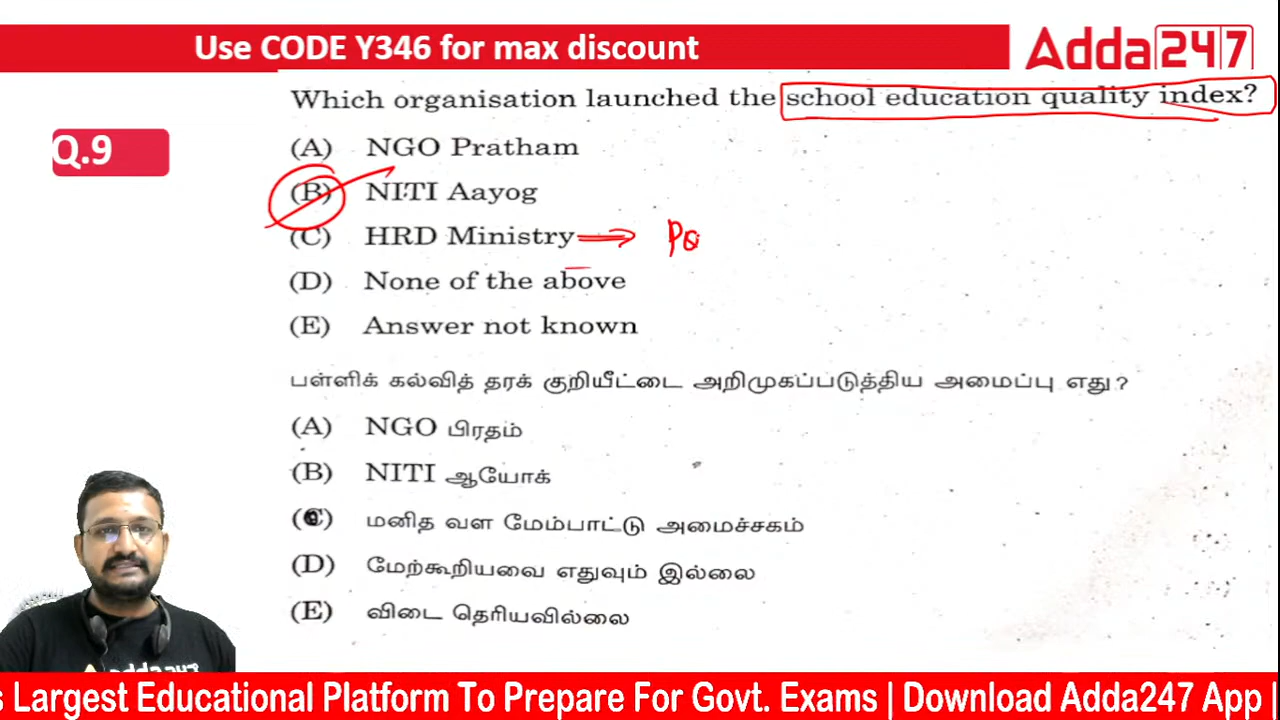 Use CODE Y346 for max discount
Adda247
Q.9
Which organisation launched the school education quality index?
(A) NGO Pratham
(B) NITI Aayog
(C) HRD Ministry
(D) None of the above
(E) Answer not known
பள்ளிக் கல்வித் தரக் குறியீட்டை அறிமுகப்படுத்திய அமைப்பு எது?
(A) NGO பிரதம்
(B) NITI ஆயோக்
(C) மனித வள மேம்பாட்டு அமைச்சகம்
(D) மேற்கூறியவை எதுவும் இல்லை
(E) விடை தெரியவில்லை
adda247
s Largest Educational Platform To Prepare For Govt. Exams | Download Adda247 App |